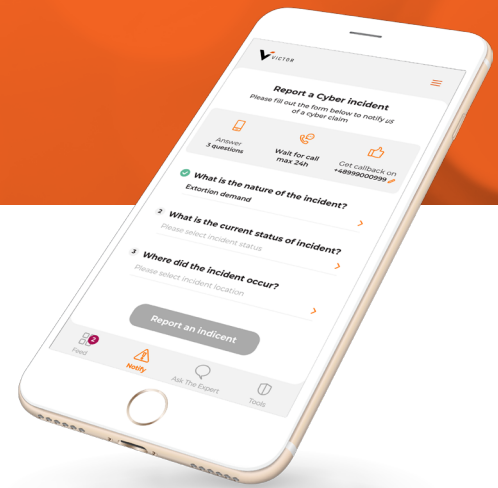 VICTOR
Report a Cyber incident
Please fill out the form below to notify us
of a cyber claim
Answer
3 questions
Wait for call
max 24h
Get callback on
+48999000999
What is the nature of the incident?
Extortion demand
2 What is the current status of incident?
Please select incident status
3 Where did the incident occur?
Please select incident location
Report an indicent
2
Feed
Notify
Ask The Expert
Tools